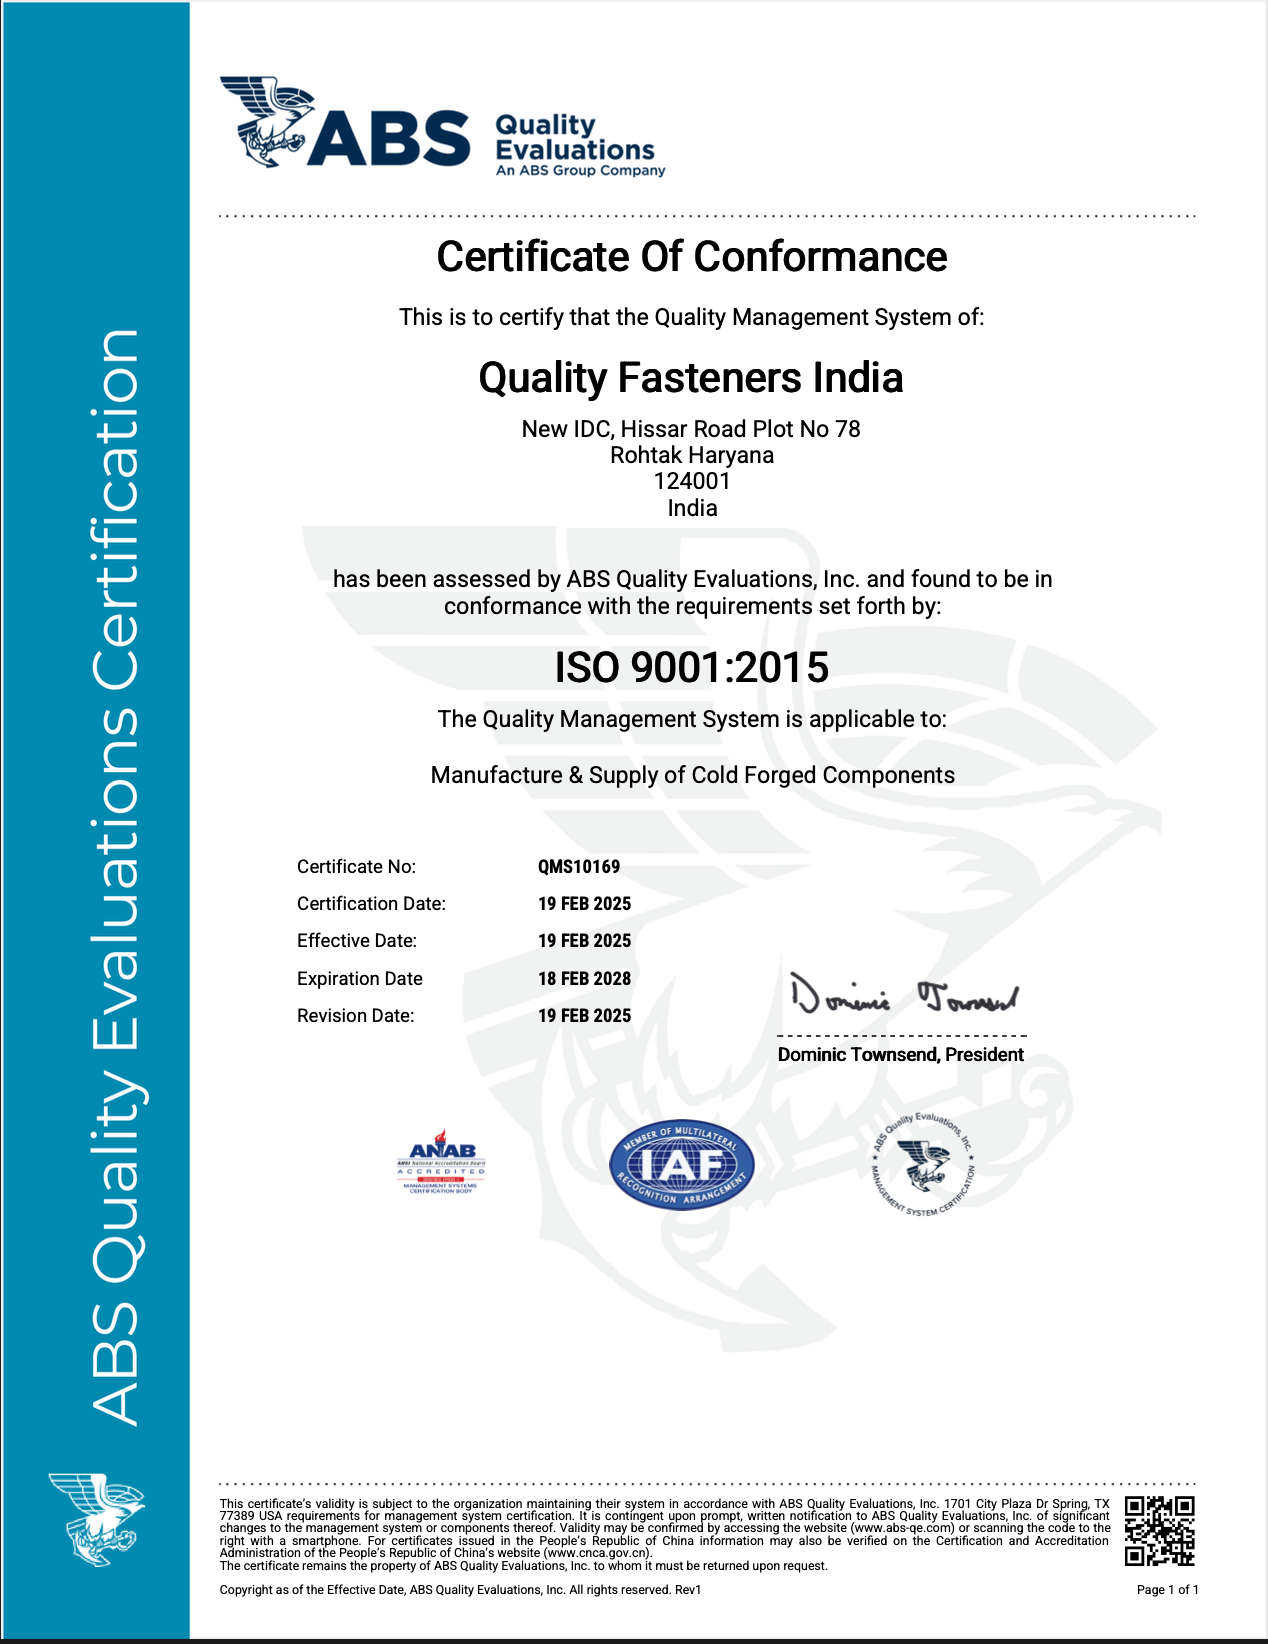 ABS Quality Evaluations Certification
ABS
Quality
Evaluations
An ABS Group Company
Certificate Of Conformance
This is to certify that the Quality Management System of:
Quality Fasteners India
New IDC, Hissar Road Plot No 78
Rohtak Haryana
124001
India
has been assessed by ABS Quality Evaluations, Inc. and found to be in
conformance with the requirements set forth by:
ISO 9001:2015
The Quality Management System is applicable to:
Manufacture & Supply of Cold Forged Components
Certificate No: QMS10169
Certification Date: 19 FEB 2025
Effective Date: 19 FEB 2025
Expiration Date 18 FEB 2028
Revision Date: 19 FEB 2025
Dominic Townsend
Dominic Townsend, President
ANAB
ANSI National Accreditation Board
ACCREDITED
MANAGEMENT SYSTEMS
CERTIFICATION BODY
MEMBER OF MULTILATERAL
IAF
RECOGNITION ARRANGEMENT
ABS Quality Evaluations, Inc.
MANAGEMENT SYSTEM CERTIFICATION
This certificate's validity is subject to the organization maintaining their system in accordance with ABS Quality Evaluations, Inc. 1701 City Plaza Dr Spring, TX
77389 USA requirements for management system certification. It is contingent upon prompt, written notification to ABS Quality Evaluations, Inc. of significant
changes to the management system or components thereof. Validity may be confirmed by accessing the website (www.abs-qe.com) or scanning the code to the
right with a smartphone. For certificates issued in the People's Republic of China information may also be verified on the Certification and Accreditation
Administration of the People's Republic of China's website (www.cnca.gov.cn).
The certificate remains the property of ABS Quality Evaluations, Inc. to whom it must be returned upon request.
Copyright as of the Effective Date, ABS Quality Evaluations, Inc. All rights reserved. Rev1
Page 1 of 1